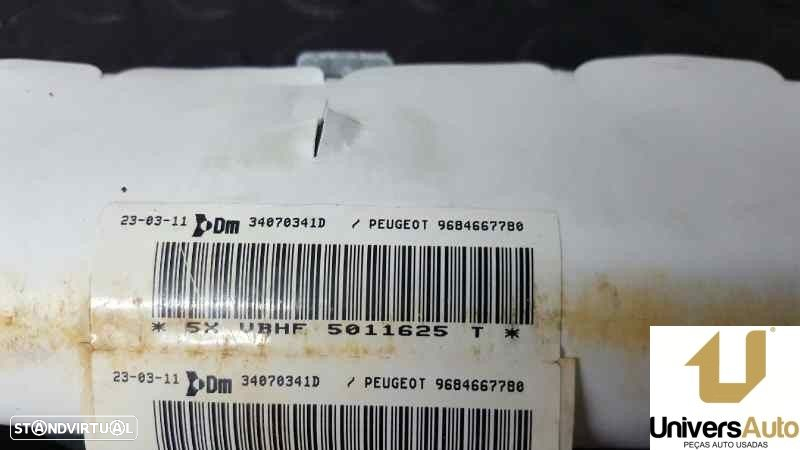 23-03-11 Dm 34070341D / PEUGEOT 9684667780
* 5X VBHF 5011625 T *
23-03-11 Dm 34070341D / PEUGEOT 9684667780
STANDVIRTUAL
UniversAuto
PEÇAS AUTO USADAS